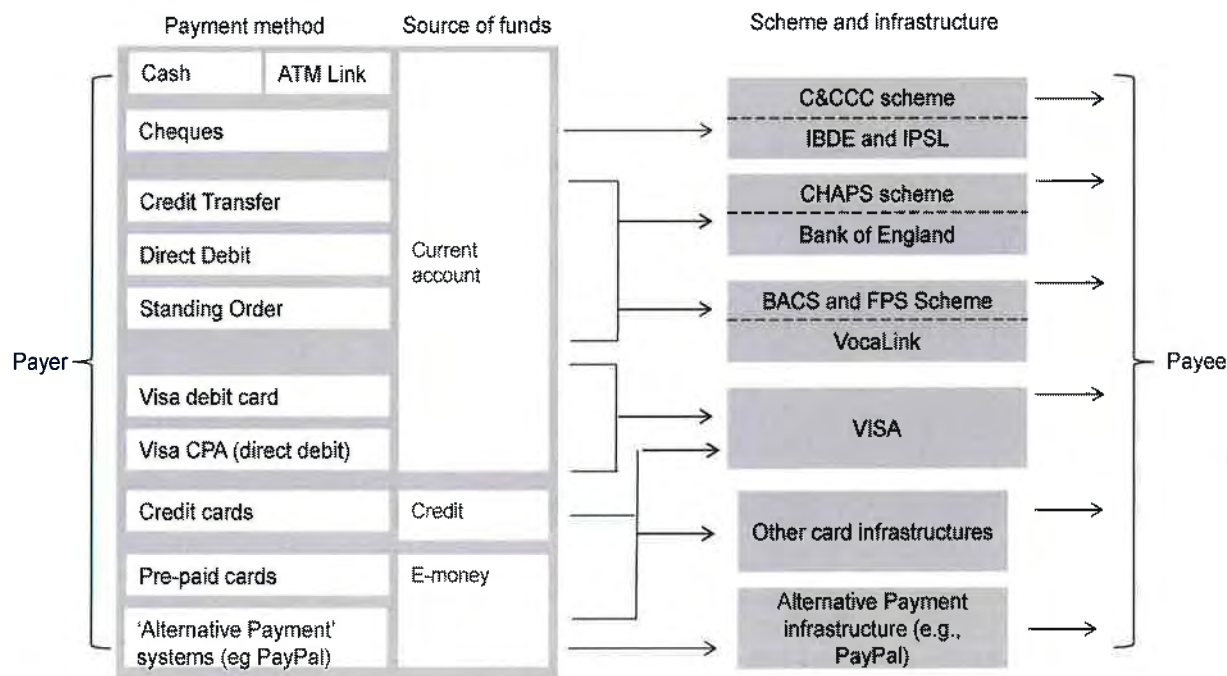 Payment method
Source of funds
Scheme and infrastructure
Cash
ATM Link
Cheques
Credit Transfer
Direct Debit
Standing Order
Visa debit card
Visa CPA (direct debit)
Credit cards
Pre-paid cards
‘Alternative Payment’
systems (eg PayPal)
Current
account
Credit
E-money
Payer
C&CCC scheme
IBDE and IPSL
CHAPS scheme
Bank of England
BACS and FPS Scheme
VocaLink
VISA
Other card infrastructures
Alternative Payment
infrastructure (e.g.,
PayPal)
Payee